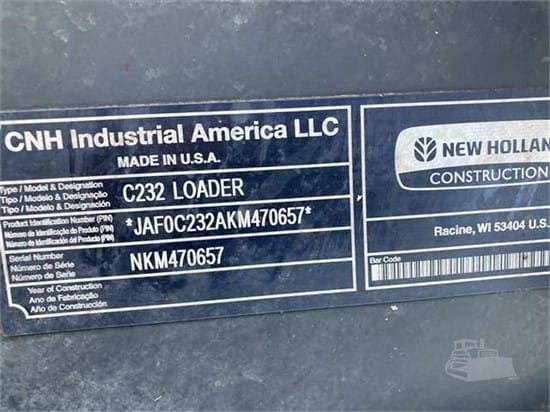 CNH Industrial America LLC
MADE IN U.S.A.
Type / Model & Designation
Tipo / Modelo & Designação
Tipo / Modelo & Designación
C232 LOADER
Product Identification Number (PIN)
Número de Identificação do Produto (PIN)
Número de Identificación del Producto (PIN)
*JAF0C232AKM470657*
Serial Number
Número de Série
Número de Serie
NKM470657
Year of Construction
Ano de Fabricação
Año de Construcción
NEW HOLLAN
CONSTRUCTION
Racine, WI 53404 U.S.
Bar Code